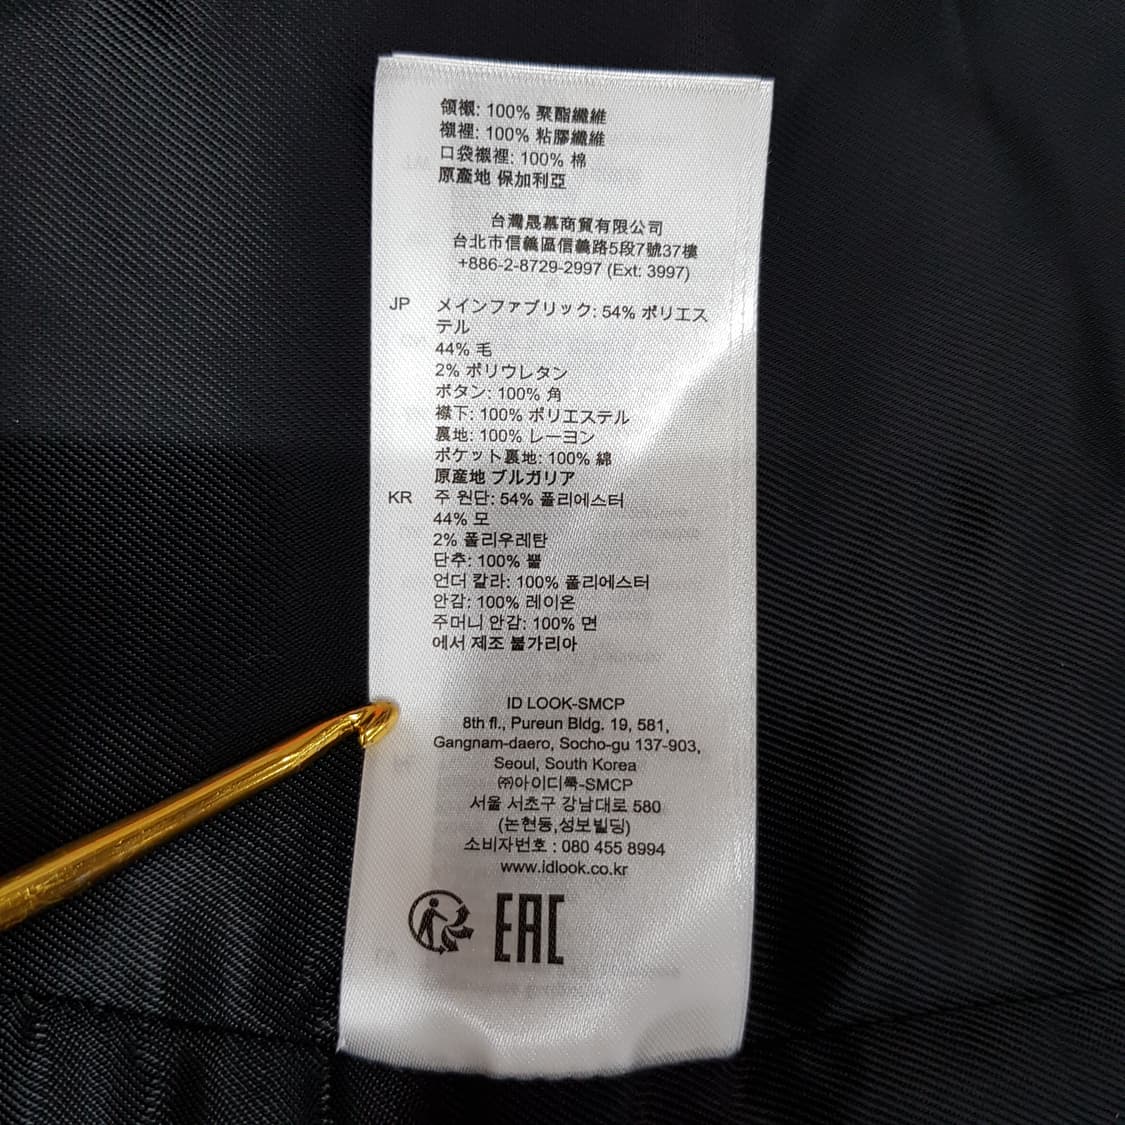 領襯: 100% 聚酯纖維
襯裡: 100% 粘膠纖維
口袋襯裡: 100% 棉
原產地 保加利亞
台灣晟慕商貿有限公司
台北市信義區信義路5段7號37樓
+886-2-8729-2997 (Ext: 3997)
JP メインファブリック: 54% ポリエス
テル
44% 毛
2% ポリウレタン
ボタン: 100% 角
襟下: 100% ポリエステル
裏地: 100% レーヨン
ポケット裏地: 100% 綿
原産地 ブルガリア
KR 주 원단: 54% 폴리에스터
44% 모
2% 폴리우레탄
단추: 100% 뿔
언더 칼라: 100% 폴리에스터
안감: 100% 레이온
주머니 안감: 100% 면
에서 제조 불가리아
ID LOOK-SMCP
8th fl., Pureun Bldg. 19, 581,
Gangnam-daero, Socho-gu 137-903,
Seoul, South Korea
㈜아이디룩-SMCP
서울 서초구 강남대로 580
(논현동,성보빌딩)
소비자번호 : 080 455 8994
www.idlook.co.kr
EAC